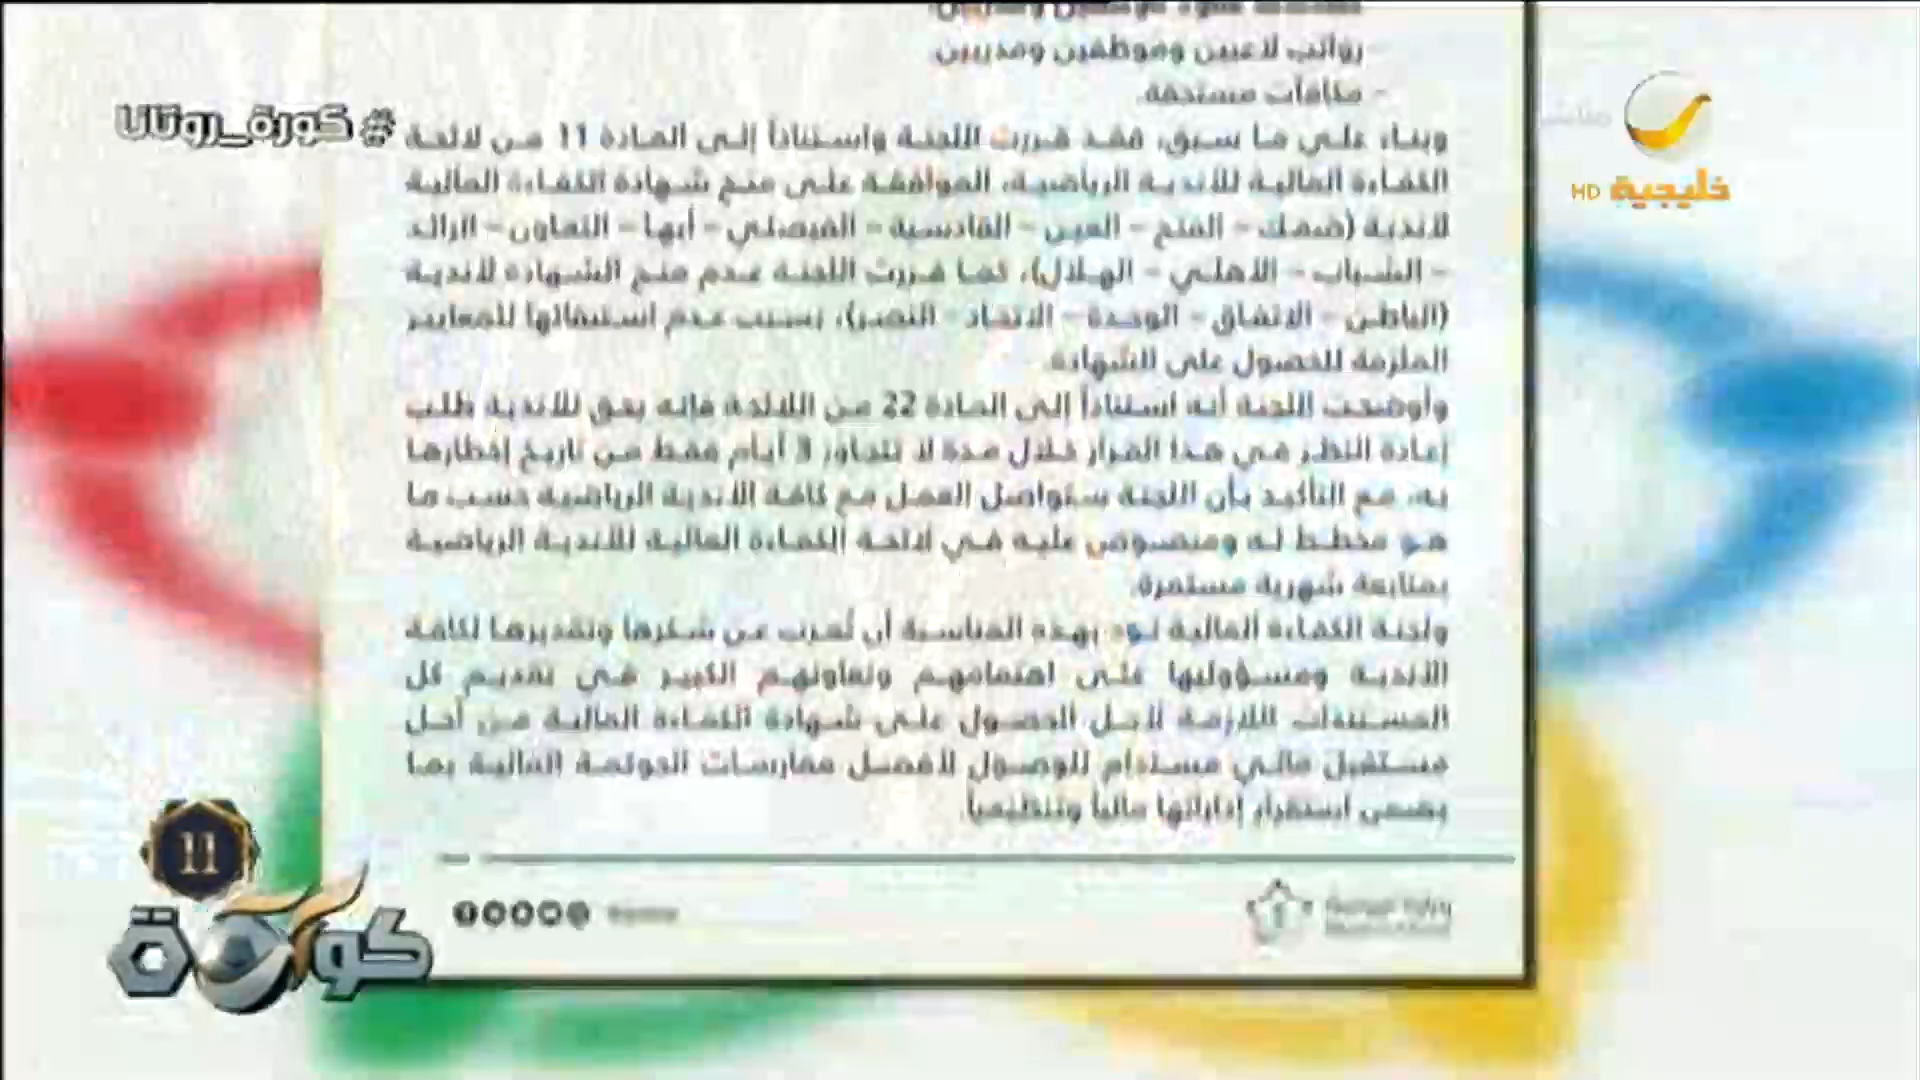 - رواتب لاعبين وموظفين ومدربين.
- مكافآت مستحقة.
وبناء على ما سبق، فقد قررت اللجنة واستناداً إلى المادة 11 من لائحة
الكفاءة المالية للأندية الرياضية، الموافقة على منح شهادة الكفاءة المالية
لأندية (ضمك - الفتح - العين - القادسية - الفيصلي - أبها - التعاون - الرائد
- الشباب - الأهلي - الهلال)، كما قررت اللجنة عدم منح الشهادة لأندية
(الباطن - الاتفاق - الوحدة - الاتحاد - النصر)، بسبب عدم استيفائها للمعايير
الملزمة للحصول على الشهادة.
وأوضحت اللجنة أنه استناداً إلى المادة 22 من اللائحة فإنه يحق للأندية طلب
إعادة النظر في هذا القرار خلال مدة لا تتجاوز 3 أيام فقط من تاريخ إخطارها
به، مع التأكيد بأن اللجنة ستواصل العمل مع كافة الأندية الرياضية حسب ما
هو مخطط له ومنصوص عليه في لائحة الكفاءة المالية للأندية الرياضية
بمتابعة شهرية مستمرة.
ولجنة الكفاءة المالية تود بهذه المناسبة أن تُعرب عن شكرها وتقديرها لكافة
الأندية ومسؤوليها على اهتمامهم وتعاونهم الكبير في تقديم كل
المستندات اللازمة لأجل الحصول على شهادة الكفاءة المالية من أجل
مستقبل مالي مستدام للوصول لأفضل ممارسات الحوكمة المالية بما
يضمن استقرار إداراتها مالياً وتنظيمياً.
وزارة الرياضة
# كورة_روتانا
مباشر
خليجية HD
11
كورة